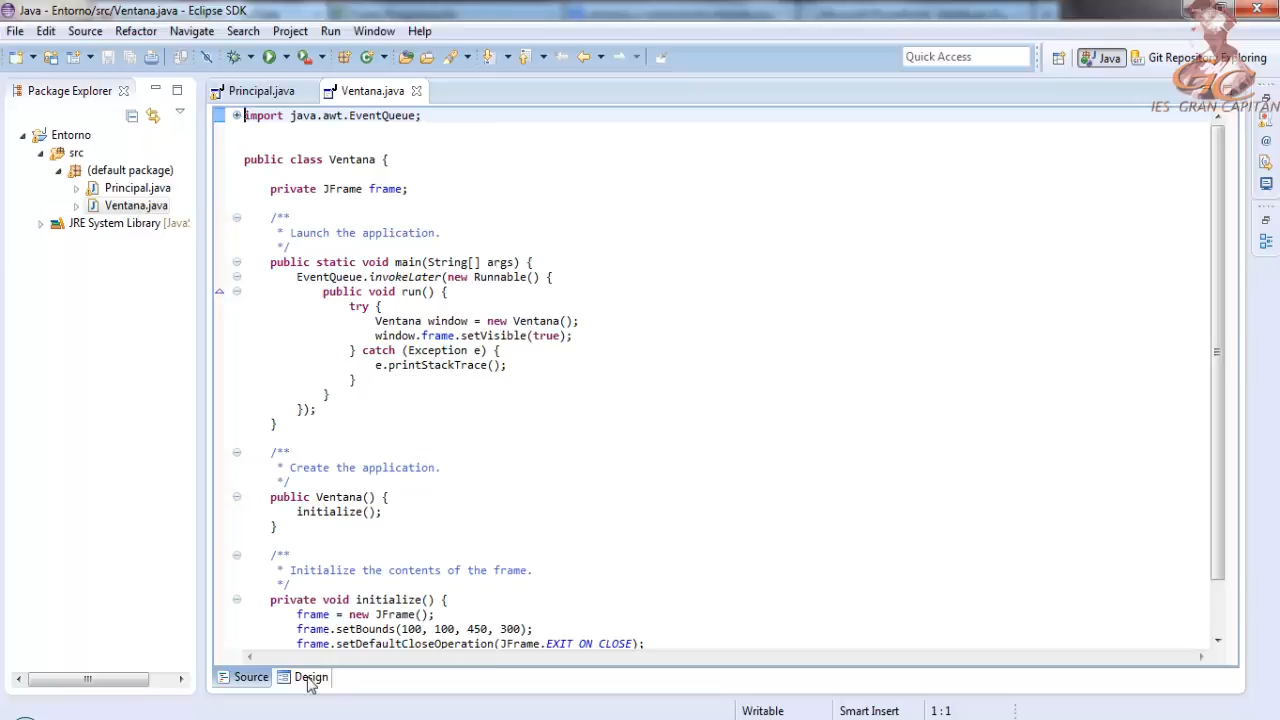 Java - Entorno/src/Ventana.java - Eclipse SDK
File Edit Source Refactor Navigate Search Project Run Window Help
Quick Access
Java
Git Repository Exploring
IES GRAN CAPITÁN
Package Explorer
Principal.java
Ventana.java
Entorno
src
(default package)
Principal.java
Ventana.java
JRE System Library [Java
import java.awt.EventQueue;
public class Ventana {
private JFrame frame;
/**
* Launch the application.
*/
public static void main(String[] args) {
EventQueue.invokeLater(new Runnable() {
public void run() {
try {
Ventana window = new Ventana();
window.frame.setVisible(true);
} catch (Exception e) {
e.printStackTrace();
}
}
});
}
/**
* Create the application.
*/
public Ventana() {
initialize();
}
/**
* Initialize the contents of the frame.
*/
private void initialize() {
frame = new JFrame();
frame.setBounds(100, 100, 450, 300);
frame.setDefaultCloseOperation(JFrame.EXIT_ON_CLOSE);
Source Design
Writable Smart Insert 1 : 1